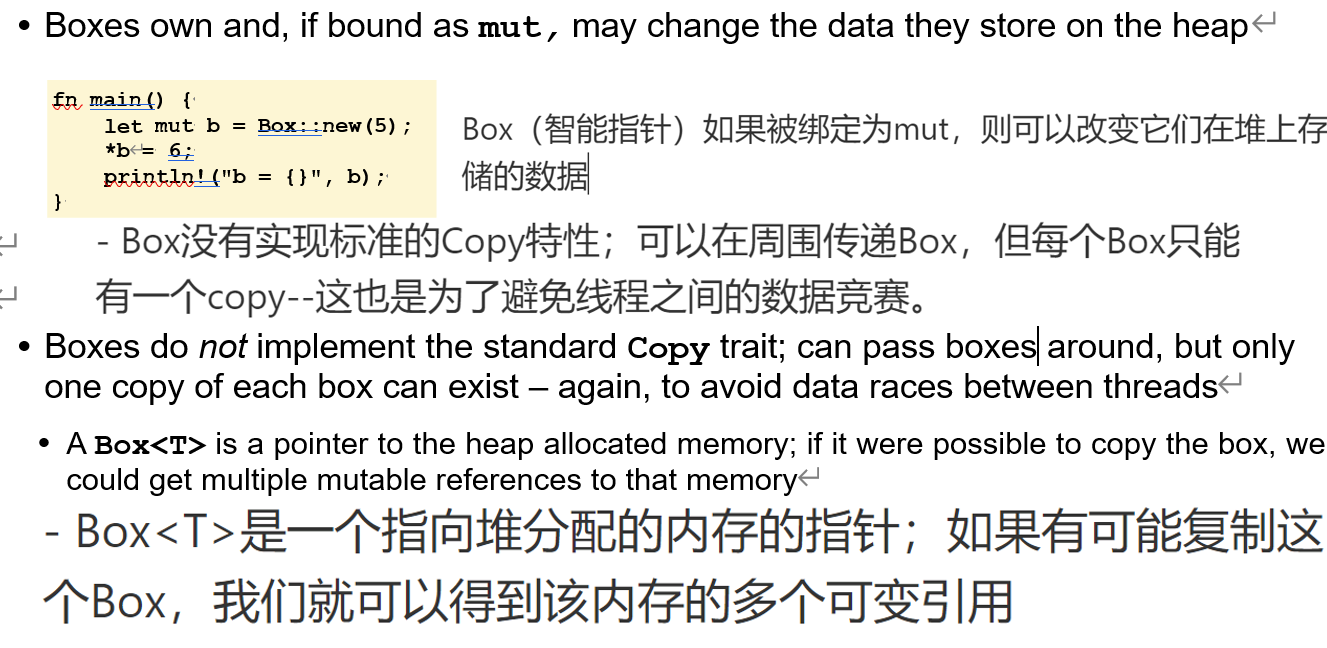 • Boxes own and, if bound as mut, may change the data they store on the heap↵
fn main() {
let mut b = Box::new(5);
*b↵= 6;
println!("b = {}", b);
}
Box（智能指针）如果被绑定为mut，则可以改变它们在堆上存
储的数据
↵
- Box没有实现标准的Copy特性；可以在周围传递Box，但每个Box只能
↵
有一个copy--这也是为了避免线程之间的数据竞赛。
• Boxes do not implement the standard Copy trait; can pass boxes around, but only
one copy of each box can exist – again, to avoid data races between threads↵
• A Box<T> is a pointer to the heap allocated memory; if it were possible to copy the box, we
could get multiple mutable references to that memory↵
- Box<T>是一个指向堆分配的内存的指针；如果有可能复制这
个Box，我们就可以得到该内存的多个可变引用